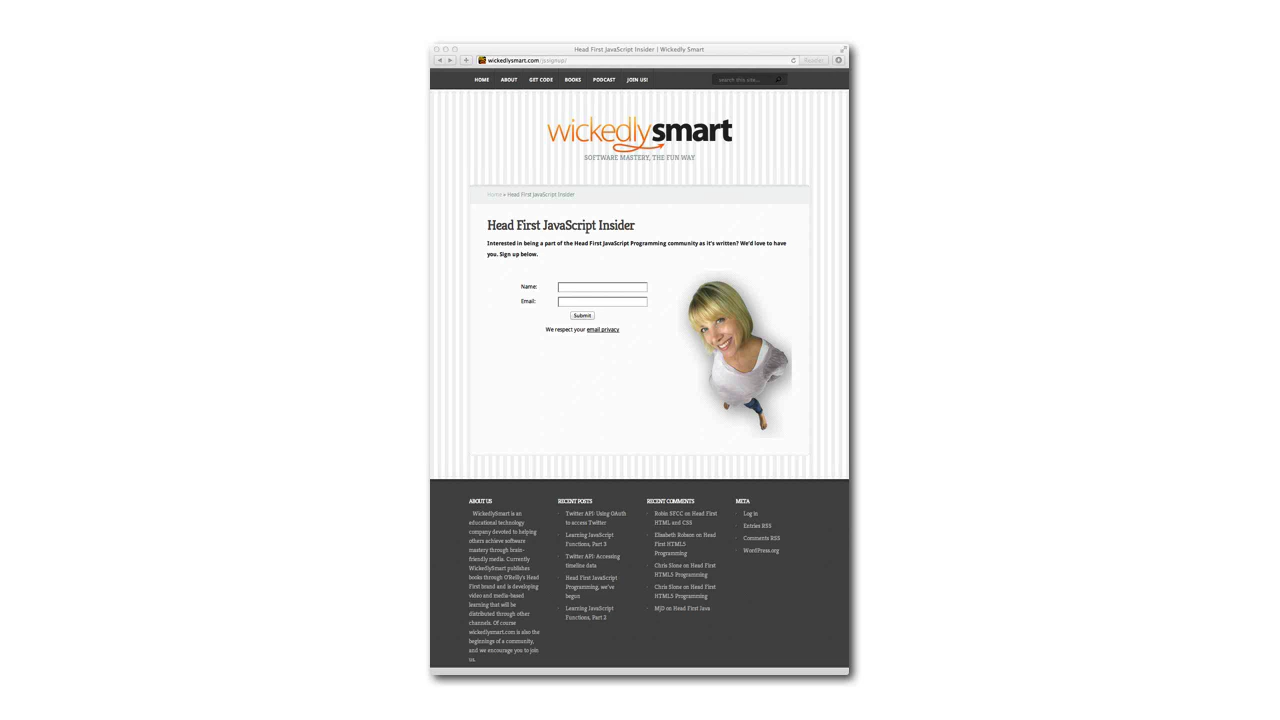 Head First JavaScript Insider | Wickedly Smart
wickedlysmart.com/jssignup/
Reader
HOME ABOUT GET CODE BOOKS PODCAST JOIN US!
search this site...
wickedlysmart
SOFTWARE MASTERY, THE FUN WAY
Home » Head First JavaScript Insider
Head First JavaScript Insider
Interested in being a part of the Head First JavaScript Programming community as it's written? We'd love to have
you. Sign up below.
Name:
Email:
Submit
We respect your email privacy
ABOUT US
WickedlySmart is an
educational technology
company devoted to helping
others achieve software
mastery through brain-
friendly media. Currently
WickedlySmart publishes
books through O'Reilly's Head
First brand and is developing
video and media-based
learning that will be
distributed through other
channels. Of course
wickedlysmart.com is also the
beginnings of a community,
and we encourage you to join
us.
RECENT POSTS
Twitter API: Using OAuth
to access Twitter
Learning JavaScript
Functions, Part 3
Twitter API: Accessing
timeline data
Head First JavaScript
Programming, we've
begun
Learning JavaScript
Functions, Part 2
RECENT COMMENTS
Robin SFCC on Head First
HTML and CSS
Elisabeth Robson on Head
First HTML5
Programming
Chris Slone on Head First
HTML5 Programming
Chris Slone on Head First
HTML5 Programming
MJD on Head First Java
META
Log in
Entries RSS
Comments RSS
WordPress.org